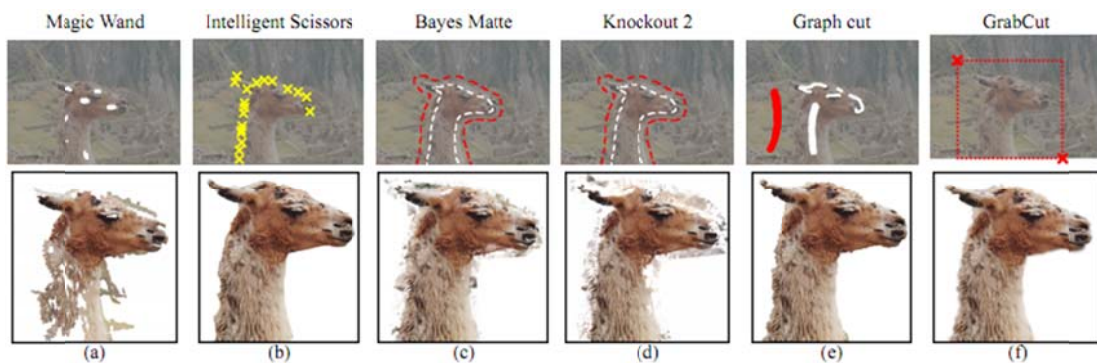 Magic Wand Intelligent Scissors Bayes Matte Knockout 2 Graph cut GrabCut
(a) (b) (c) (d) (e) (f)